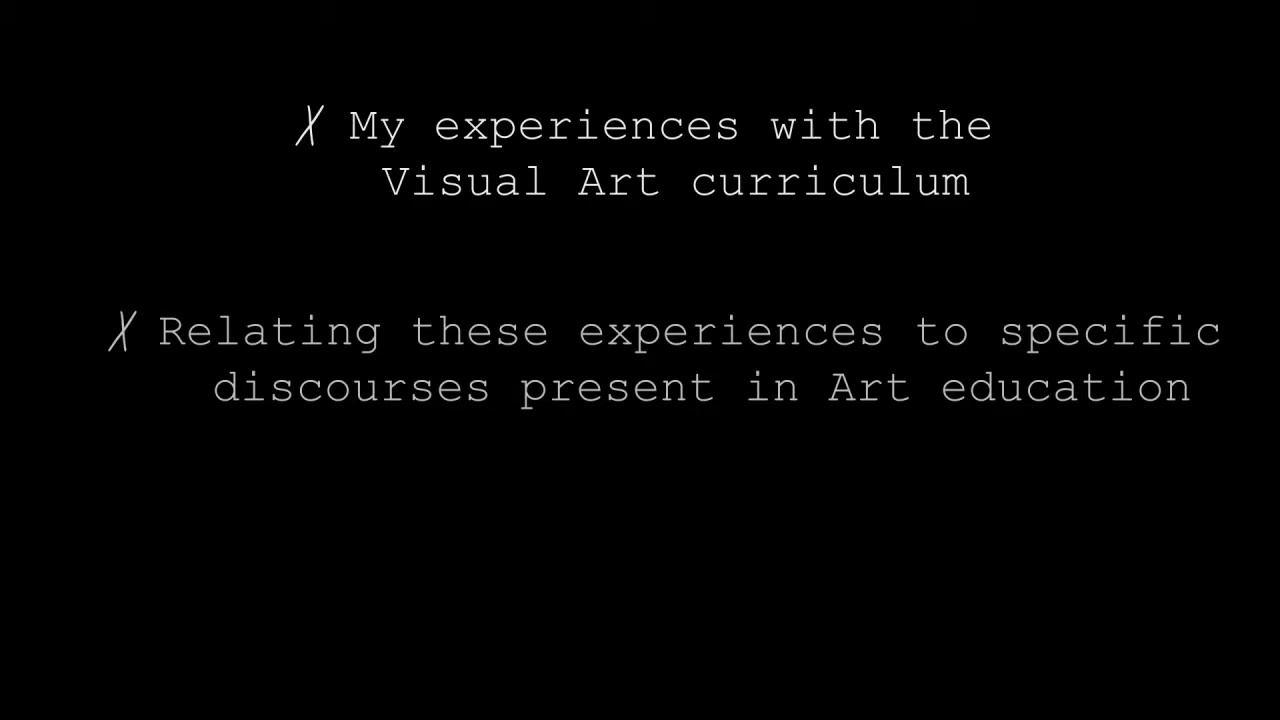 ✗ My experiences with the
Visual Art curriculum
✗ Relating these experiences to specific
discourses present in Art education